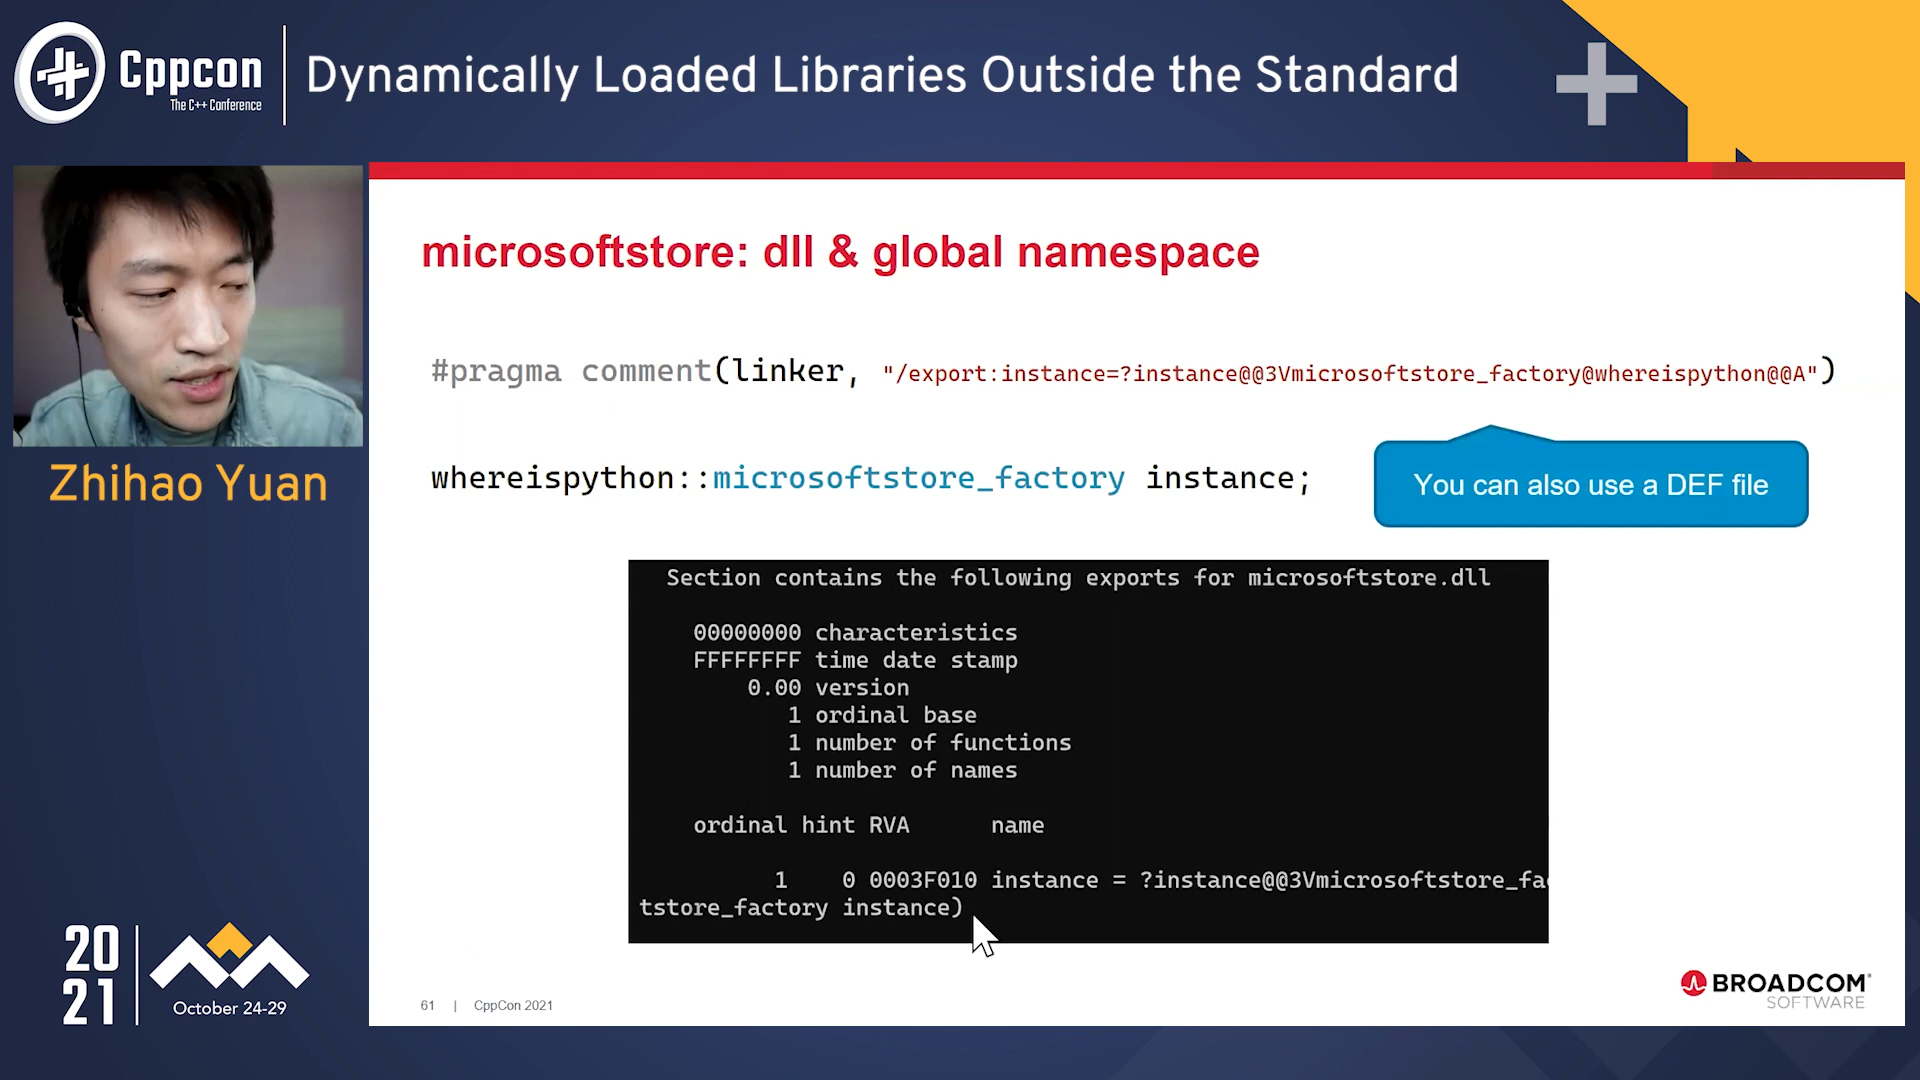 Cppcon
The C++ Conference
Dynamically Loaded Libraries Outside the Standard
Zhihao Yuan
microsoftstore: dll & global namespace
#pragma comment(linker, "/export:instance=?instance@@3Vmicrosoftstore_factory@whereispython@@A")
whereispython::microsoftstore_factory instance;
You can also use a DEF file
Section contains the following exports for microsoftstore.dll
00000000 characteristics
FFFFFFFF time date stamp
0.00 version
1 ordinal base
1 number of functions
1 number of names
ordinal hint RVA name
1 0 0003F010 instance = ?instance@@3Vmicrosoftstore_fac
tstore_factory instance)
20
21
October 24-29
61 | CppCon 2021
BROADCOM
SOFTWARE